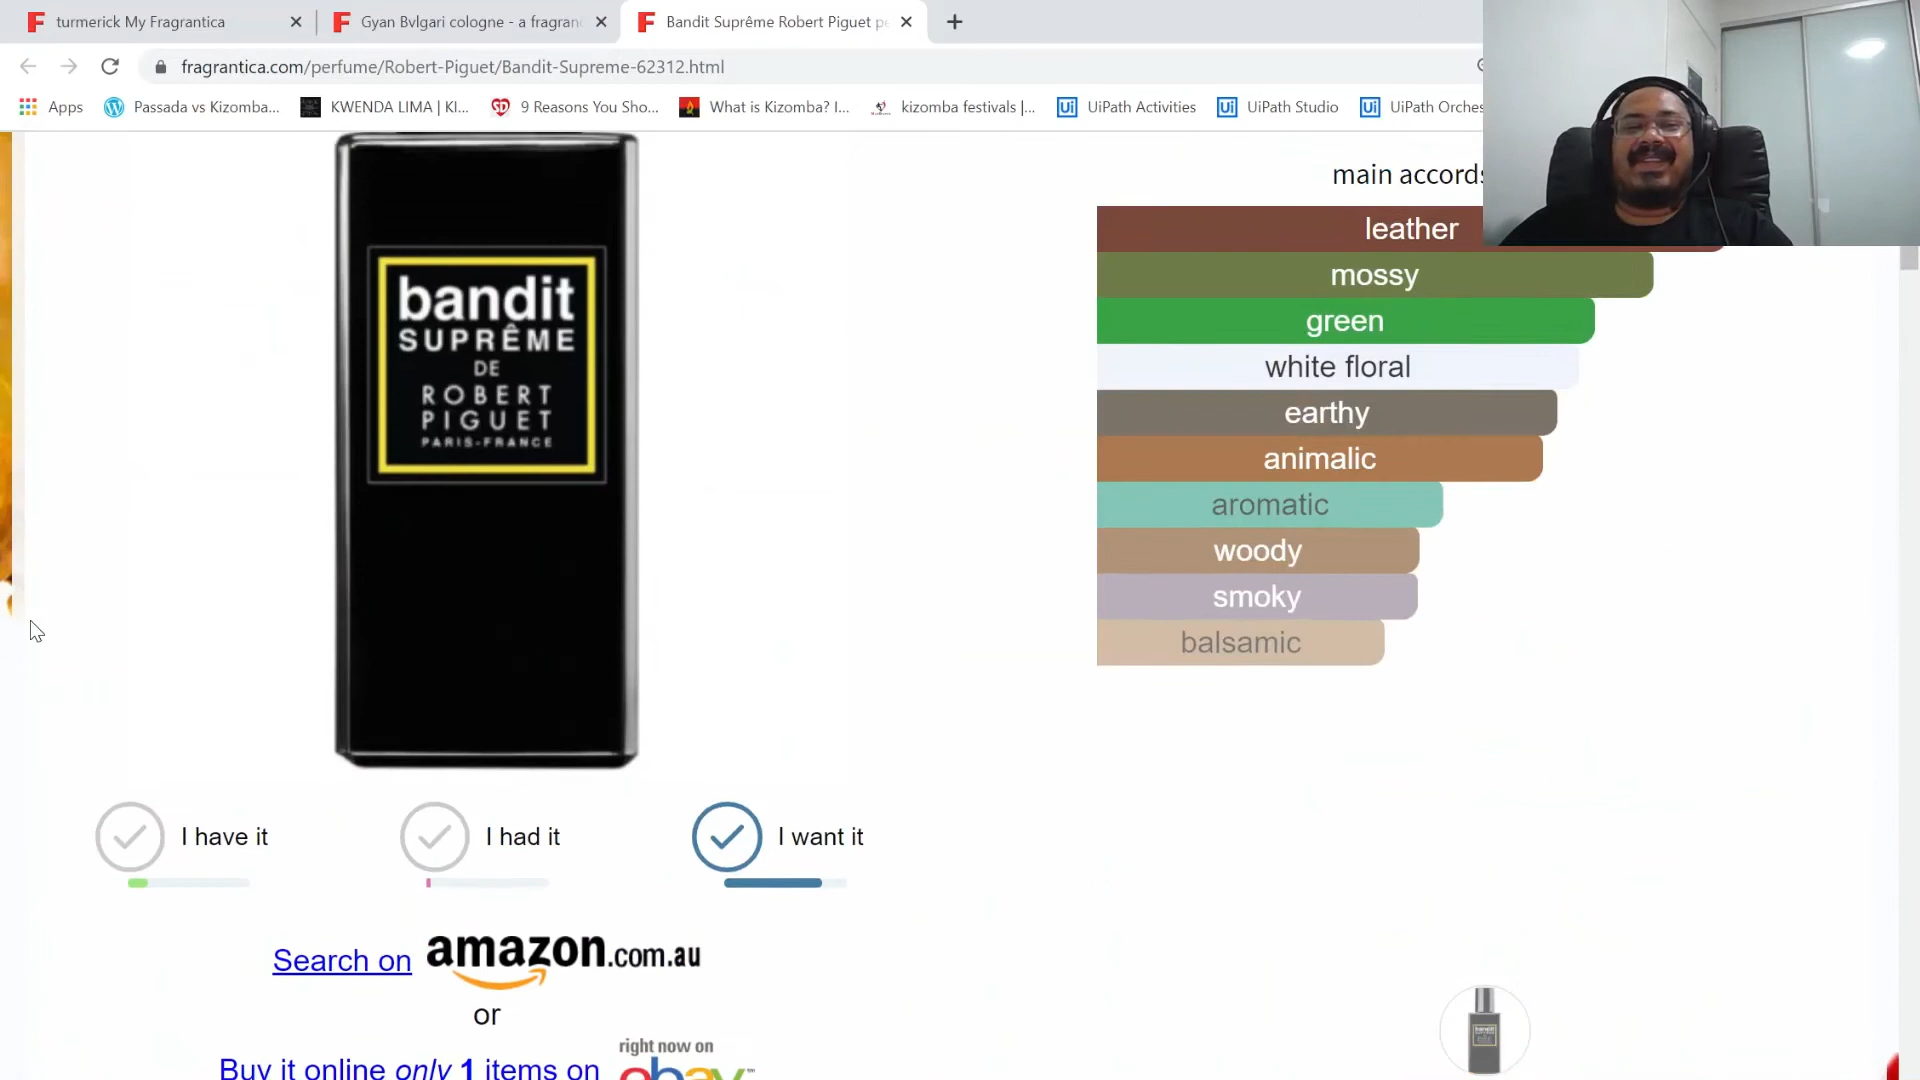 turmerick My Fragrantica
Gyan Bvlgari cologne - a fragran
Bandit Suprême Robert Piguet pe
fragrantica.com/perfume/Robert-Piguet/Bandit-Supreme-62312.html
Apps
Passada vs Kizomba...
KWENDA LIMA | KI...
9 Reasons You Sho...
What is Kizomba? I...
kizomba festivals |...
UiPath Activities
UiPath Studio
UiPath Orches
bandit
SUPRÊME
DE
ROBERT
PIGUET
PARIS-FRANCE
main accords
leather
mossy
green
white floral
earthy
animalic
aromatic
woody
smoky
balsamic
I have it
I had it
I want it
Search on amazon.com.au
or
right now on
Buy it online only 1 items on ebay